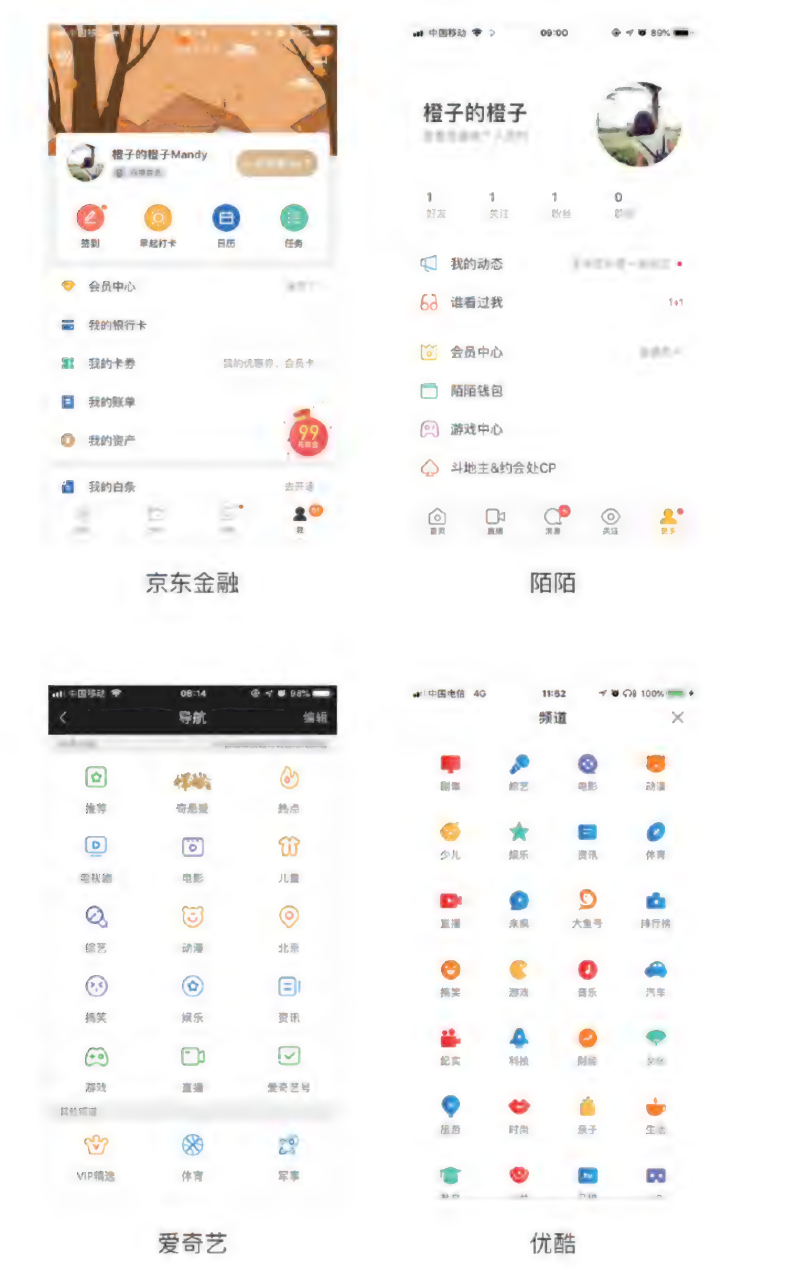 橙子的橙子Mandy
签到 早起打卡 日历 任务
会员中心
我的银行卡
我的卡券 我的优惠券、会员卡
我的账单
我的资产
99
我的白条 去开通
我
京东金融
中国移动 09:00 89%
橙子的橙子
1 1 1 0
好友 关注 粉丝
我的动态
谁看过我 1+1
会员中心
陌陌钱包
游戏中心
斗地主&约会处CP
首页 直播 消息 关注 更多
陌陌
中国移动 08:14 98%
导航 编辑
推荐 奇悬疑 热点
电视剧 电影 儿童
综艺 动漫 北京
搞笑 娱乐 资讯
游戏 直播 爱奇艺号
其他频道
VIP精选 体育 军事
爱奇艺
中国电信 4G 11:52 100%
频道
剧集 综艺 电影 动漫
少儿 娱乐 资讯 体育
直播 来疯 大鱼号 排行榜
搞笑 游戏 音乐 汽车
纪实 科技 财经 文化
旅游 时尚 亲子 生活
优酷